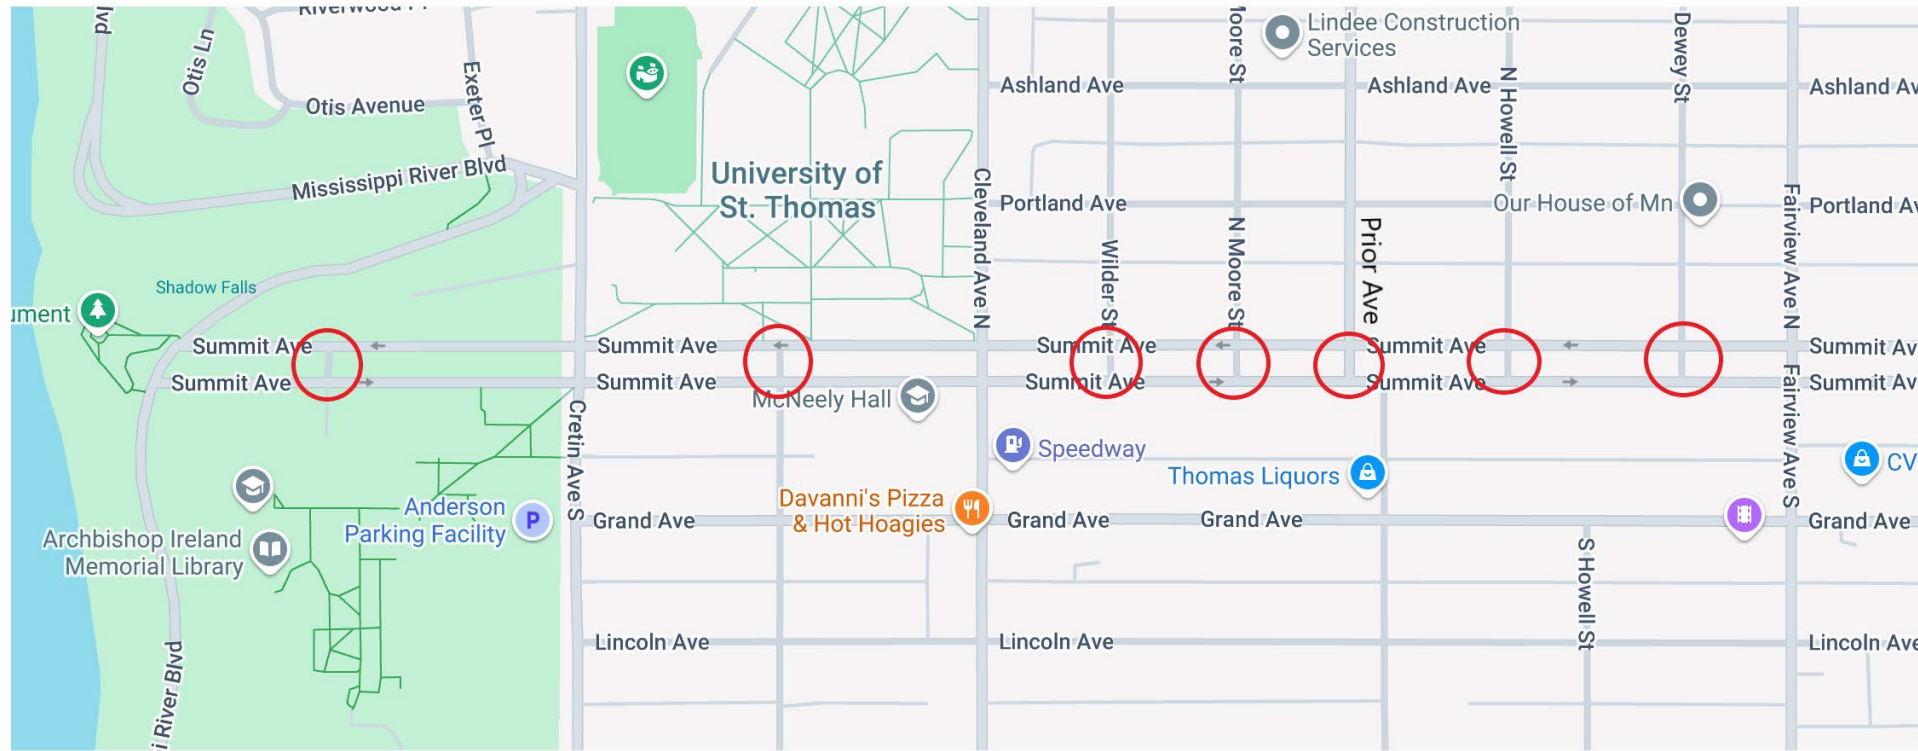 Riverwood Pl
lvd
Otis Ln
Exeter Pl
Otis Avenue
Mississippi River Blvd
University of
St. Thomas
Cleveland Ave N
Ashland Ave
Portland Ave
Moore St
Lindee Construction
Services
Ashland Ave
N Howell St
Dewey St
Ashland Av
Our House of Mn
Fairview Ave N
Portland Av
Wilder St
N Moore St
Prior Ave
Shadow Falls
ument
Summit Ave
Summit Ave
Summit Ave
Summit Ave
Summit Ave
Summit Ave
Summit Ave
Summit Ave
Summit Av
Summit Av
McNeely Hall
Cretin Ave S
Speedway
Thomas Liquors
Fairview Ave S
CV
Davanni's Pizza
& Hot Hoagies
Anderson
Parking Facility
P
Archbishop Ireland
Memorial Library
Grand Ave
Grand Ave
Grand Ave
Grand Ave
S Howell St
Lincoln Ave
Lincoln Ave
Lincoln Ave
i River Blvd